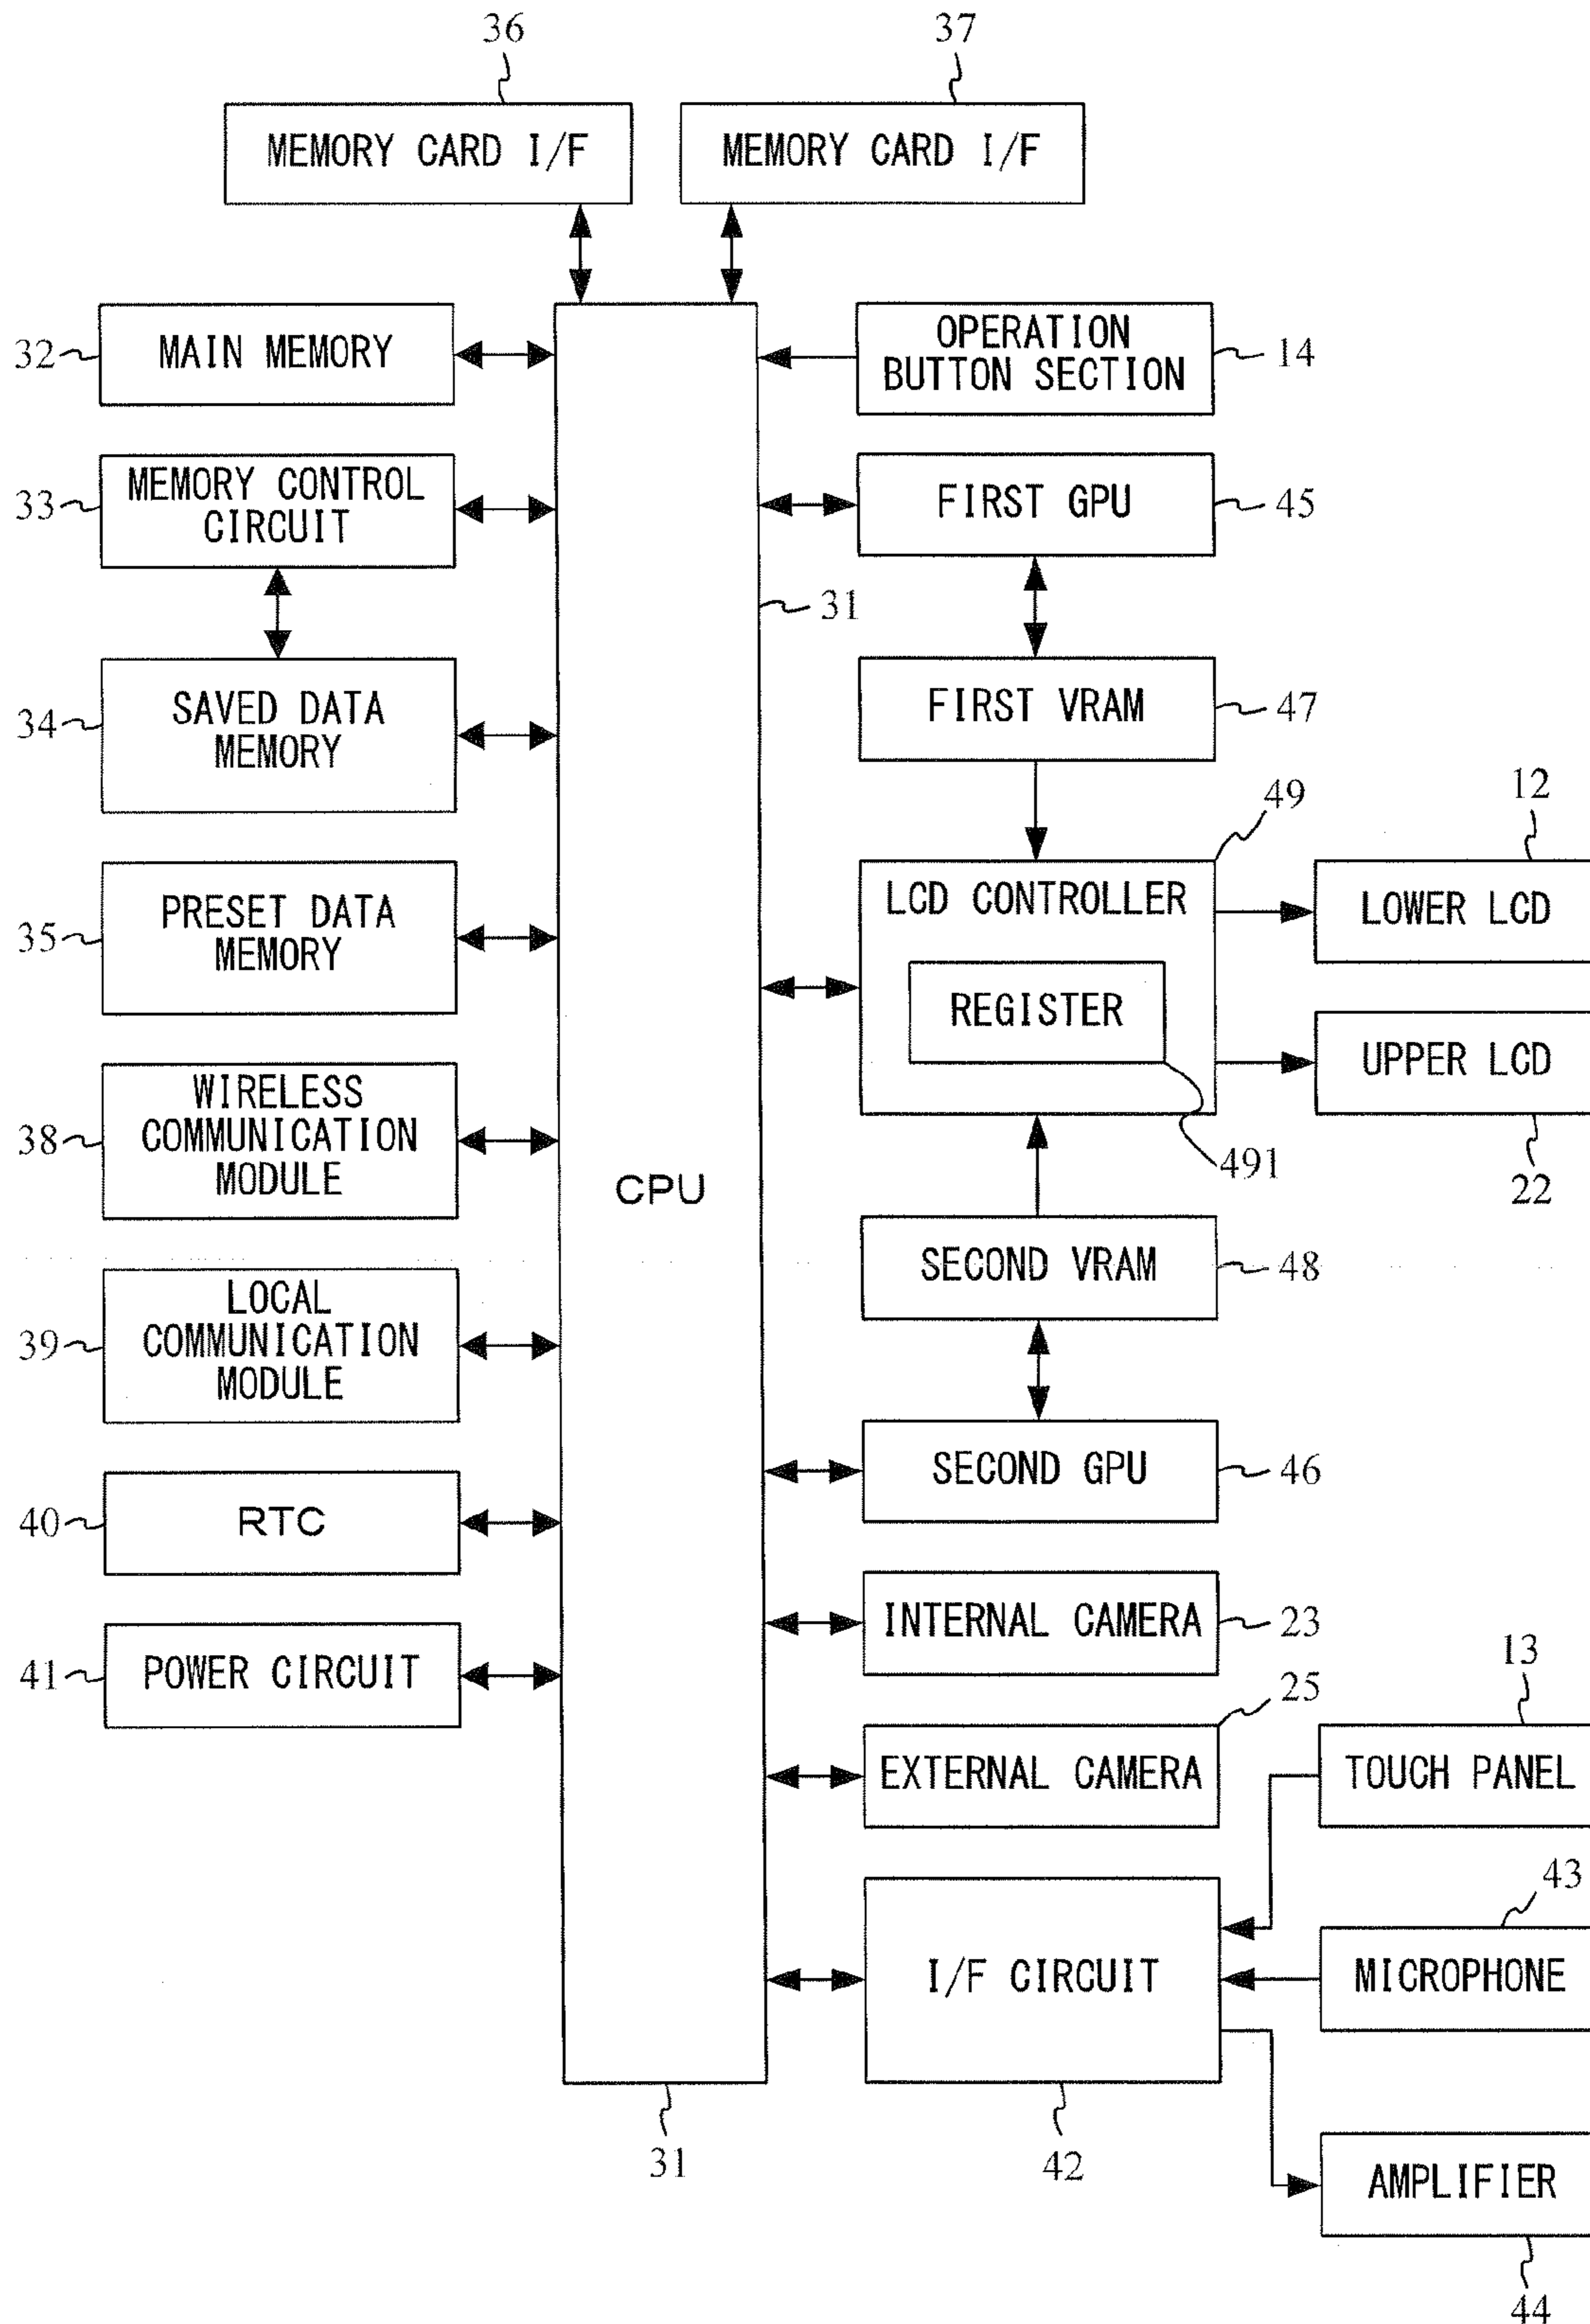 36
37
MEMORY CARD I/F
MEMORY CARD I/F
32
MAIN MEMORY
OPERATION
BUTTON SECTION
14
33
MEMORY CONTROL
CIRCUIT
FIRST GPU
45
31
34
SAVED DATA
MEMORY
FIRST VRAM
47
49
12
35
PRESET DATA
MEMORY
LCD CONTROLLER
LOWER LCD
REGISTER
UPPER LCD
491
22
38
WIRELESS
COMMUNICATION
MODULE
CPU
SECOND VRAM
48
39
LOCAL
COMMUNICATION
MODULE
SECOND GPU
46
40
RTC
INTERNAL CAMERA
23
41
POWER CIRCUIT
25
13
EXTERNAL CAMERA
TOUCH PANEL
43
I/F CIRCUIT
MICROPHONE
31
42
AMPLIFIER
44